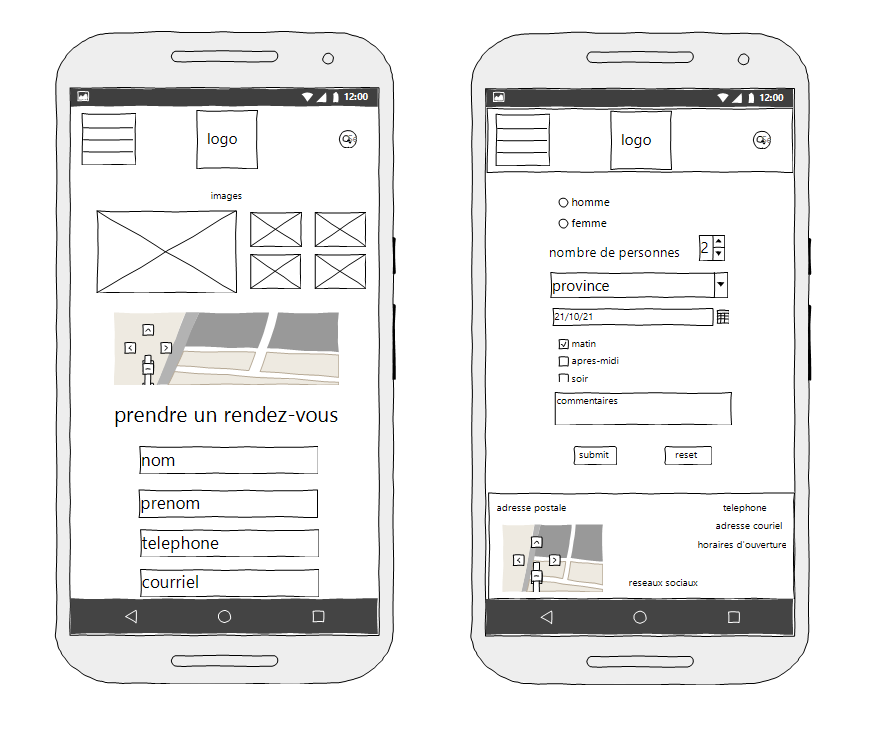 12:00
logo
images
prendre un rendez-vous
nom
prenom
telephone
courriel
12:00
logo
homme
femme
nombre de personnes 2
province
21/10/21
matin
apres-midi
soir
commentaires
submit reset
adresse postale telephone
adresse couriel
horaires d'ouverture
reseaux sociaux